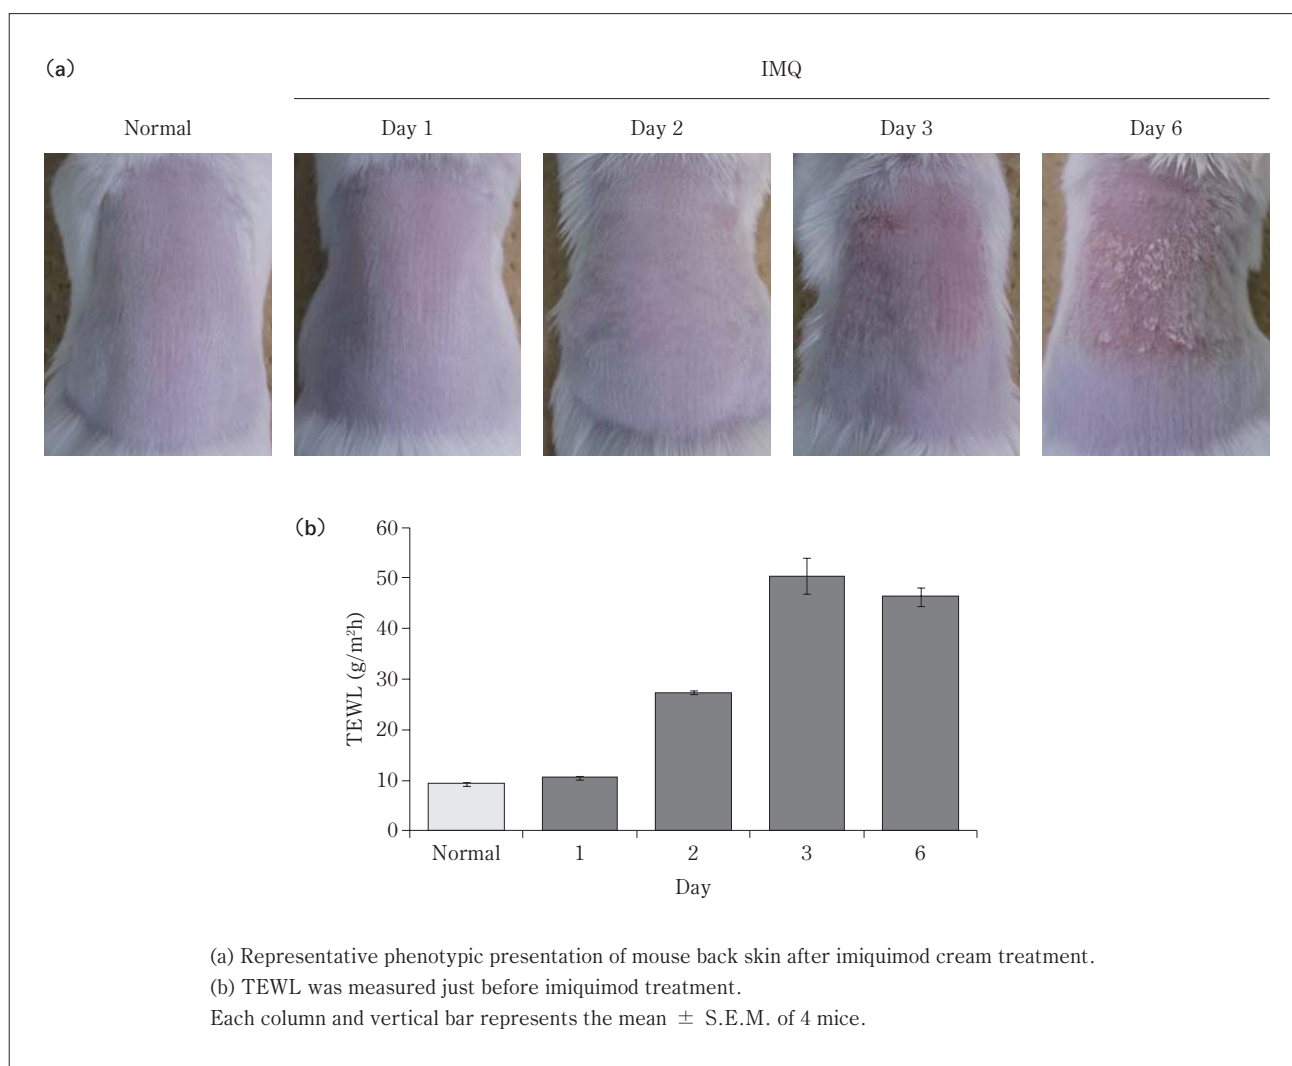 (a)
IMQ
Normal
Day 1
Day 2
Day 3
Day 6
(b)
60
50
40
30
20
10
0
TEWL (g/m²h)
Normal
1
2
3
6
Day
(a) Representative phenotypic presentation of mouse back skin after imiquimod cream treatment.
(b) TEWL was measured just before imiquimod treatment.
Each column and vertical bar represents the mean ± S.E.M. of 4 mice.